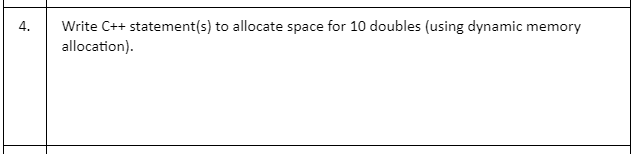 4. Write C++ statement(s) to allocate space for 10 doubles (using dynamic memory
allocation).